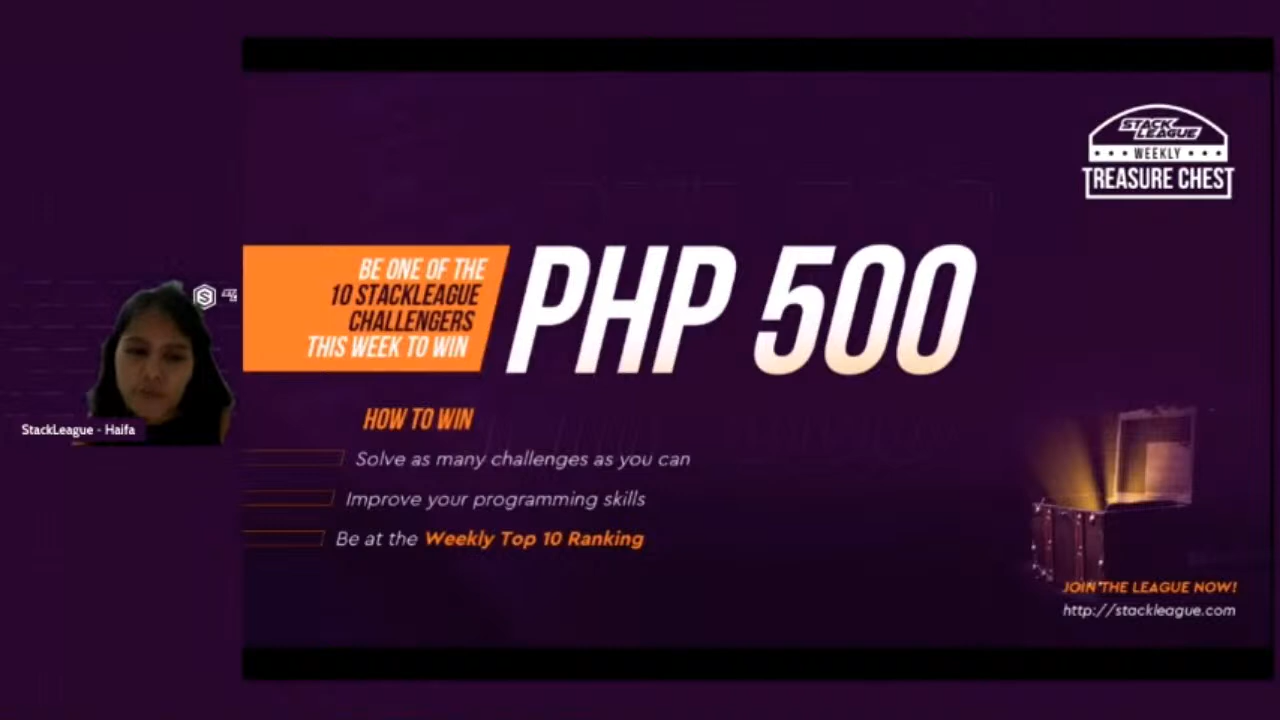 STACK
LEAGUE
WEEKLY
TREASURE CHEST
BE ONE OF THE
10 STACKLEAGUE
CHALLENGERS
THIS WEEK TO WIN
PHP 500
HOW TO WIN
Solve as many challenges as you can
Improve your programming skills
Be at the Weekly Top 10 Ranking
StackLeague - Haifa
JOIN THE LEAGUE NOW!
http://stackleague.com